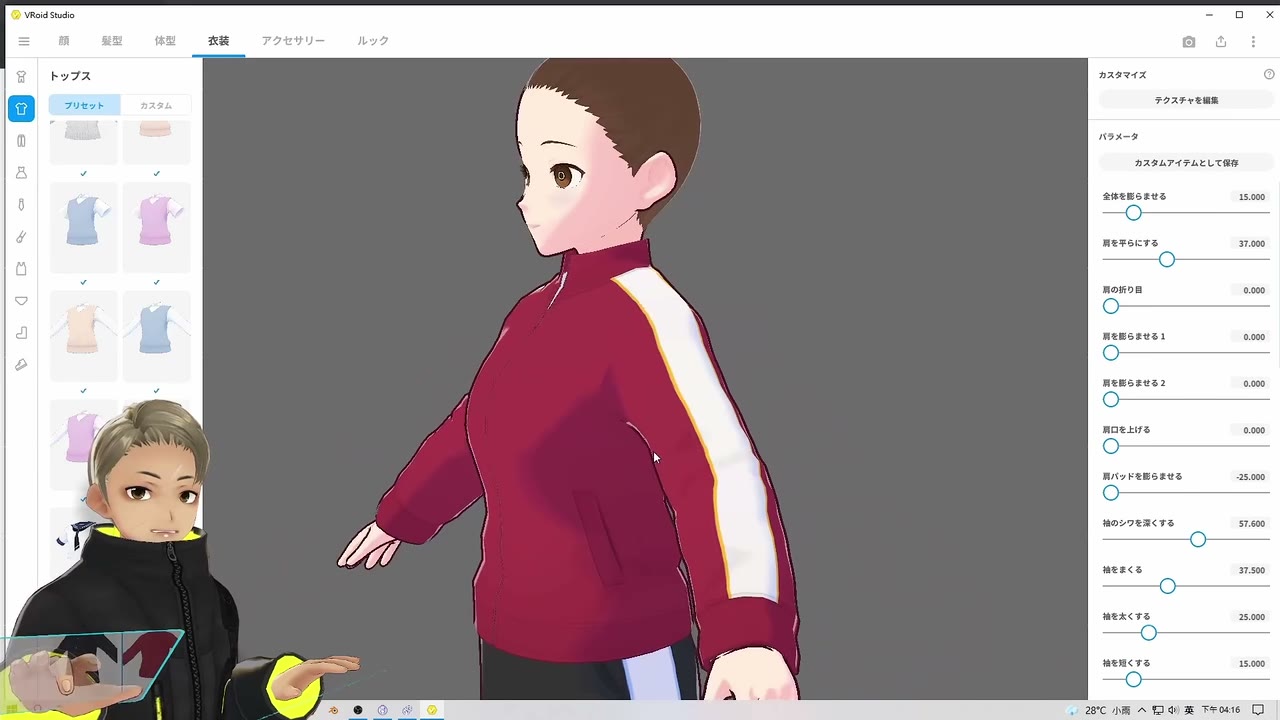 VRoid Studio
顔
髪型
体型
衣装
アクセサリー
ルック
トップス
プリセット
カスタム
カスタマイズ
テクスチャを編集
パラメータ
カスタムアイテムとして保存
全体を膨らませる 15.000
肩を平らにする 37.000
肩の折り目 0.000
肩を膨らませる 1 0.000
肩を膨らませる 2 0.000
肩口を上げる 0.000
肩パッドを膨らませる -25.000
袖のシワを深くする 57.600
袖をまくる 37.500
袖を太くする 25.000
袖を短くする 15.000
28°C 小雨 英 下午 04:16